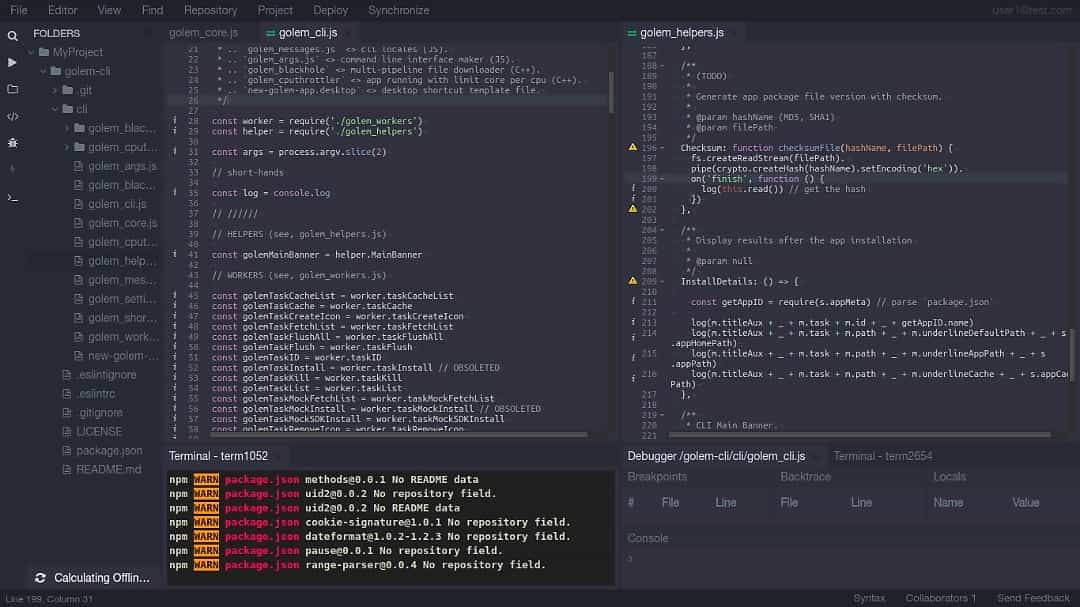 File Editor View Find Repository Project Deploy Synchronize
user1@test.com
FOLDERS
MyProject
golem-cli
.git
cli
golem_blac...
golem_cput...
golem_args.js
golem_blac...
golem_cli.js
golem_core.js
golem_cput...
golem_help...
golem_mes...
golem_setti...
golem_shor...
golem_work...
new-golem-...
.eslintignore
.eslintrc
.gitignore
LICENSE
package.json
README.md
Calculating Offlin...
golem_core.js golem_cli.js
21 * .. `golem_messages.js` <> cli locales (JS).
22 * .. `golem_args.js` <> command line interface maker (JS).
23 * .. `golem_blackhole` <> multi-pipeline file downloader (C++).
24 * .. `golem_cputhrottler` <> app running with limit core per cpu (C++).
25 * .. `new-golem-app.desktop` <> desktop shortcut template file.
26 */
27
28 const worker = require('./golem_workers')
29 const helper = require('./golem_helpers')
30
31 const args = process.argv.slice(2)
32
33 // short-hands
34
35 const log = console.log
36
37 // //////
38
39 // HELPERS (see, golem_helpers.js)
40
41 const golemMainBanner = helper.MainBanner
42
43 // WORKERS (see, golem_workers.js)
44
45 const golemTaskCacheList = worker.taskCacheList
46 const golemTaskCache = worker.taskCache
47 const golemTaskCreateIcon = worker.taskCreateIcon
48 const golemTaskFetchList = worker.taskFetchList
49 const golemTaskFlushAll = worker.taskFlushAll
50 const golemTaskFlush = worker.taskFlush
51 const golemTaskID = worker.taskID
52 const golemTaskInstall = worker.taskInstall // OBSOLETED
53 const golemTaskKill = worker.taskKill
54 const golemTaskList = worker.taskList
55 const golemTaskMockFetchList = worker.taskMockFetchList
56 const golemTaskMockInstall = worker.taskMockInstall // OBSOLETED
57 const golemTaskMockSDKInstall = worker.taskMockSDKInstall
58 const golemTaskRemoveIcon = worker.taskRemoveIcon
golem_helpers.js
186 },
187
188 /**
189 * (TODO)
190 *
191 * Generate app package file version with checksum.
192 *
193 * @param hashName (MD5, SHA1)
194 * @param filePath
195 */
196 Checksum: function checksumFile(hashName, filePath) {
197 fs.createReadStream(filePath).
198 pipe(crypto.createHash(hashName).setEncoding('hex')).
199 on('finish', function () {
200 log(this.read()) // get the hash
201 })
202 },
203
204 /**
205 * Display results after the app installation
206 *
207 * @param null
208 */
209 InstallDetails: () => {
210
211 const getAppID = require(s.appMeta) // parse `package.json`
212
213 log(m.titleAux + _ + m.task + m.id + _ + getAppID.name)
214 log(m.titleAux + _ + m.task + m.path + _ + m.underlineDefaultPath + _ + s
.appHomePath)
215 log(m.titleAux + _ + m.task + m.path + _ + m.underlineAppPath + _ + s
.appPath)
216 log(m.titleAux + _ + m.task + m.path + _ + m.underlineCache + _ + s.appCac
Path)
217 },
218
219 /**
220 * CLI Main Banner.
221
Terminal - term1052
npm WARN package.json methods@0.0.1 No README data
npm WARN package.json uid2@0.0.2 No repository field.
npm WARN package.json uid2@0.0.2 No README data
npm WARN package.json cookie-signature@1.0.1 No repository field.
npm WARN package.json dateformat@1.0.2-1.2.3 No repository field.
npm WARN package.json pause@0.0.1 No repository field.
npm WARN package.json range-parser@0.0.4 No repository field.
Debugger /golem-cli/cli/golem_cli.js Terminal - term2654
Breakpoints Backtrace Locals
# File Line File Line Name Value
Console
>
Line 199, Column 31
Syntax Collaborators 1 Send Feedback